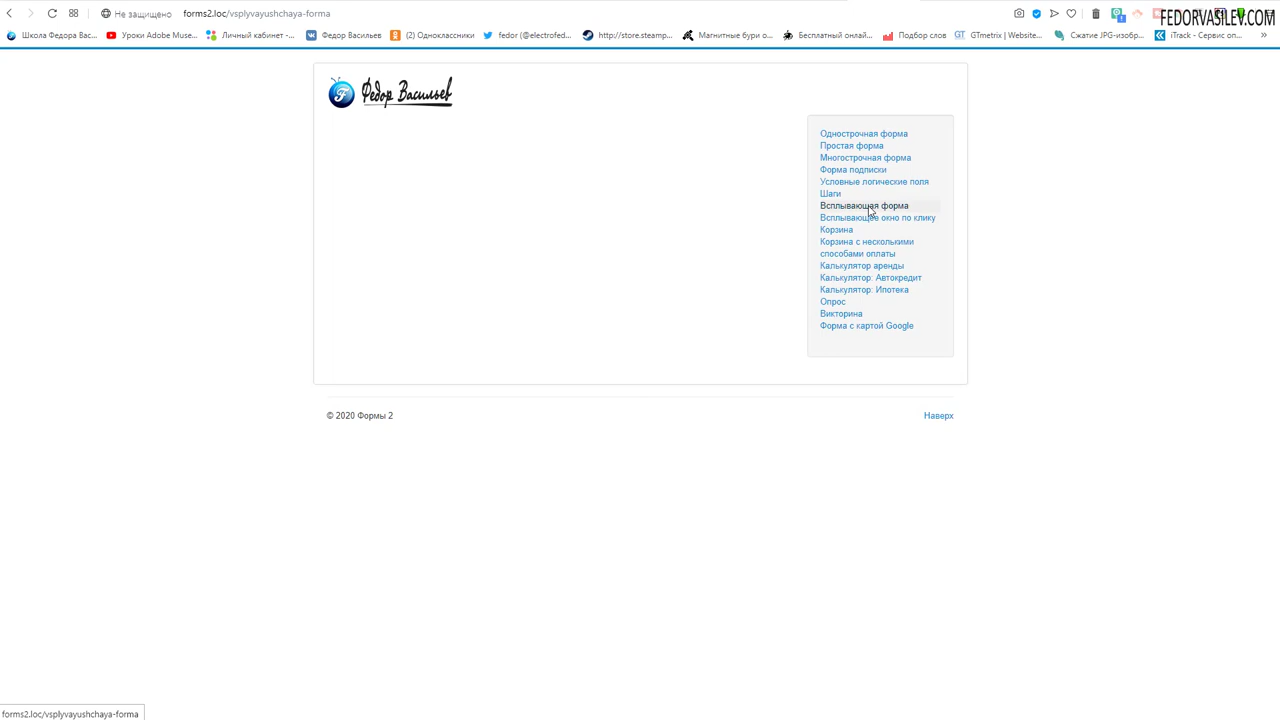 Не защищено
forms2.loc/vsplyvayushchaya-forma
FEDORVASILEV.COM
Школа Федора Вас...
Уроки Adobe Muse...
Личный кабинет -...
Федор Васильев
(2) Одноклассники
fedor (@electrofed...
http://store.steamp...
Магнитные бури о...
Бесплатный онлай...
Подбор слов
GT
GTmetrix | Website...
Сжатие JPG-изобр...
iTrack - Сервис оп...
»
Федор Васильев
Однострочная форма
Простая форма
Многострочная форма
Форма подписки
Условные логические поля
Шаги
Всплывающая форма
Всплывающее окно по клику
Корзина
Корзина с несколькими
способами оплаты
Калькулятор аренды
Калькулятор: Автокредит
Калькулятор: Ипотека
Опрос
Викторина
Форма с картой Google
© 2020 Формы 2
Наверх
forms2.loc/vsplyvayushchaya-forma